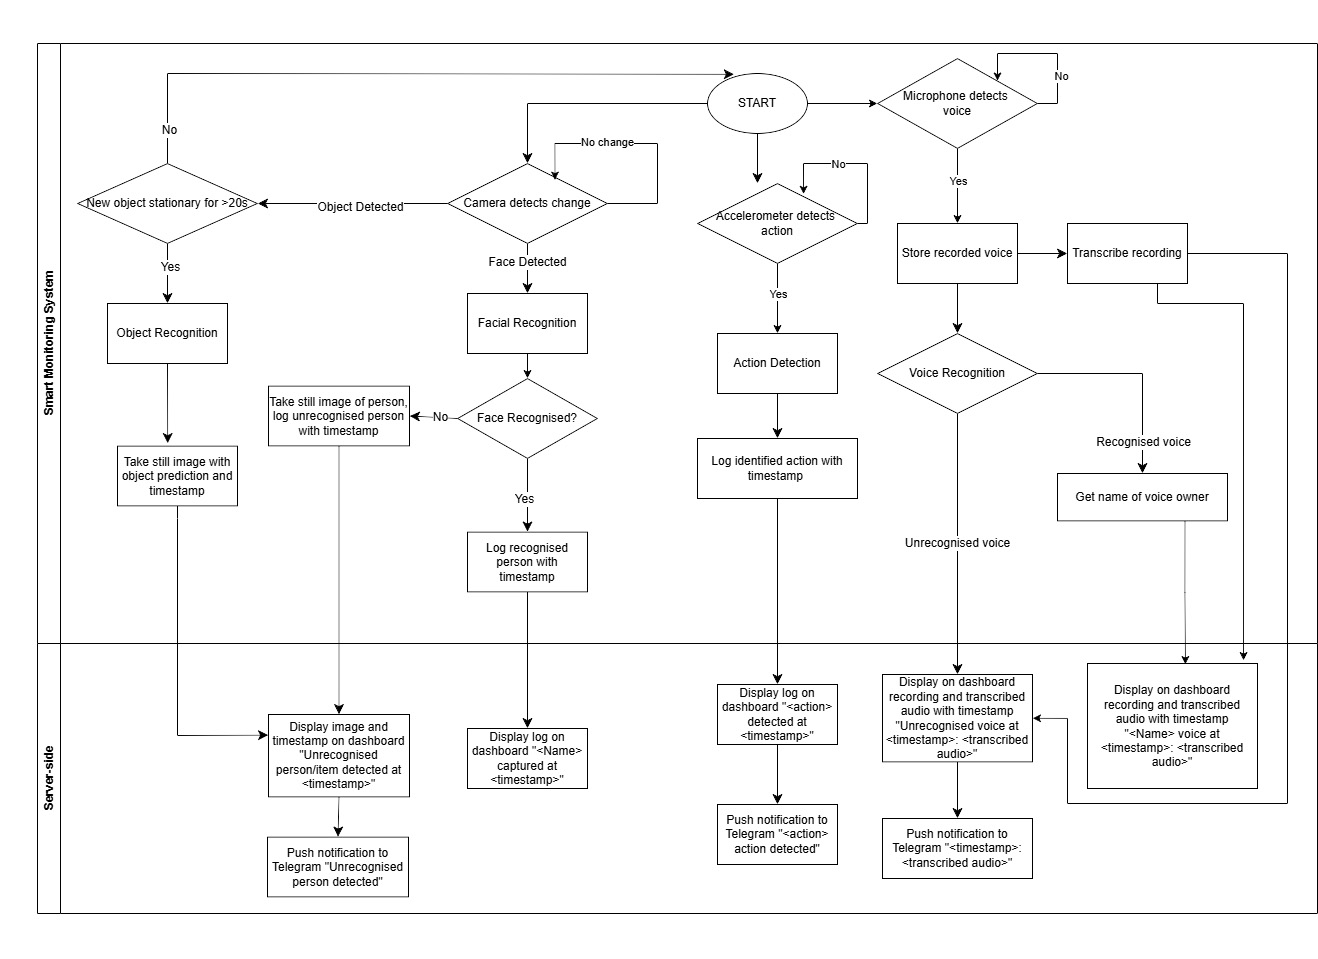 Smart Monitoring System
START
Microphone detects
voice
No
No
No change
No
New object stationary for >20s
Object Detected
Camera detects change
Accelerometer detects
action
Yes
Yes
Face Detected
Yes
Store recorded voice
Transcribe recording
Object Recognition
Facial Recognition
Action Detection
Voice Recognition
Take still image of person,
log unrecognised person
with timestamp
No
Face Recognised?
Recognised voice
Take still image with
object prediction and
timestamp
Log identified action with
timestamp
Yes
Get name of voice owner
Log recognised
person with
timestamp
Unrecognised voice
Server-side
Display image and
timestamp on dashboard
"Unrecognised
person/item detected at
<timestamp>"
Display log on
dashboard "<Name>
captured at
<timestamp>"
Display log on
dashboard "<action>
detected at
<timestamp>"
Display on dashboard
recording and transcribed
audio with timestamp
"Unrecognised voice at
<timestamp>: <transcribed
audio>"
Display on dashboard
recording and transcribed
audio with timestamp
"<Name> voice at
<timestamp>: <transcribed
audio>"
Push notification to
Telegram "Unrecognised
person detected"
Push notification to
Telegram "<action>
action detected"
Push notification to
Telegram "<timestamp>:
<transcribed audio>"